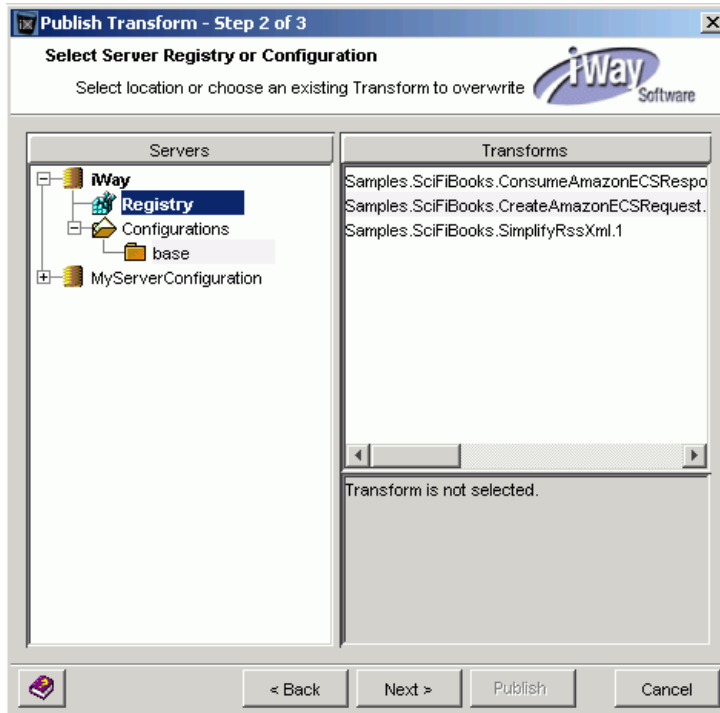 Publish Transform - Step 2 of 3
Select Server Registry or Configuration
Select location or choose an existing Transform to overwrite
iWay
Software
Servers
iWay
Registry
Configurations
base
MyServerConfiguration
Transforms
Samples.SciFiBooks.ConsumeAmazonECSRespo
Samples.SciFiBooks.CreateAmazonECSRequest.
Samples.SciFiBooks.SimplifyRssXml.1
Transform is not selected.
< Back
Next >
Publish
Cancel